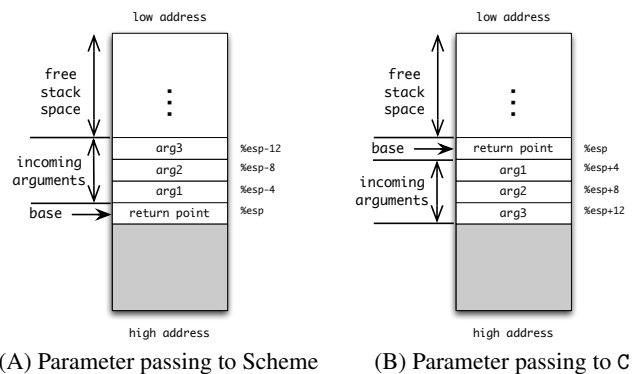 low address
free
stack
space
arg3 %esp-12
incoming
arguments
arg2 %esp-8
arg1 %esp-4
base return point %esp
high address
(A) Parameter passing to Scheme
low address
free
stack
space
base return point %esp
incoming
arguments
arg1 %esp+4
arg2 %esp+8
arg3 %esp+12
high address
(B) Parameter passing to C